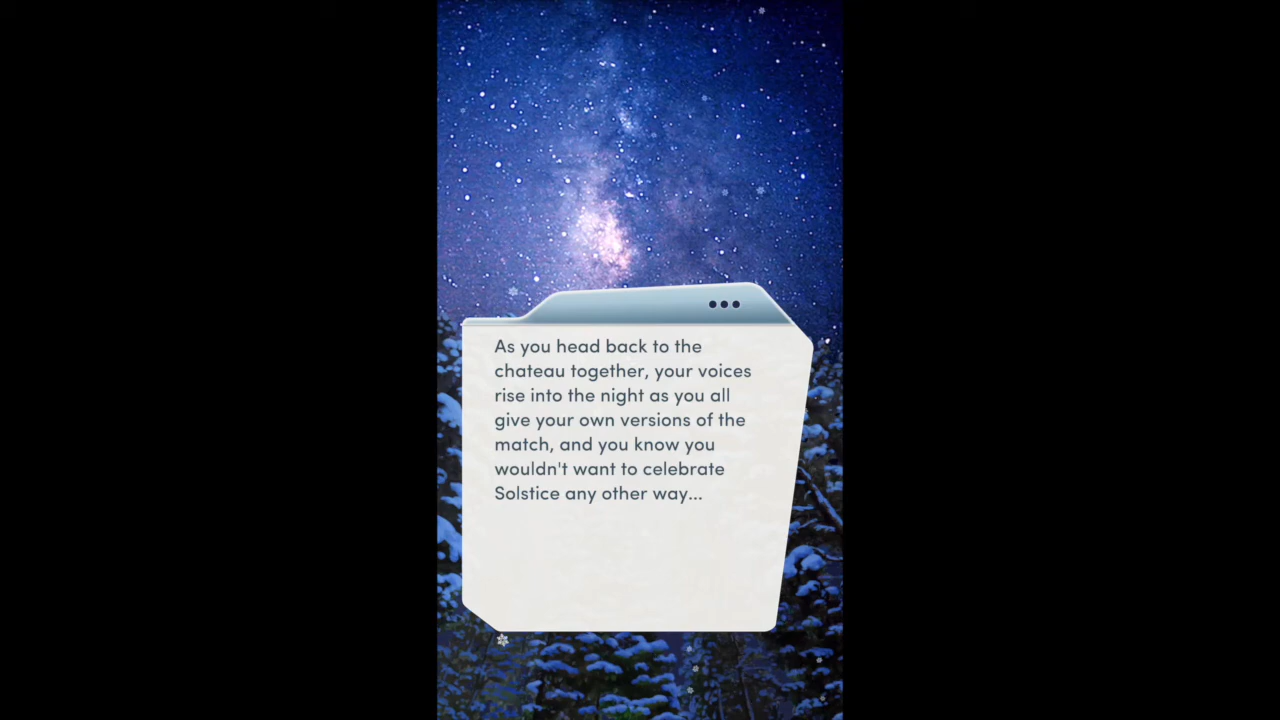 As you head back to the
chateau together, your voices
rise into the night as you all
give your own versions of the
match, and you know you
wouldn't want to celebrate
Solstice any other way...